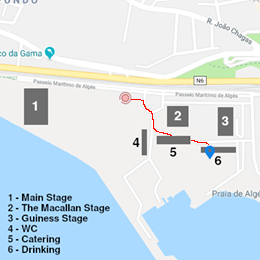 FUNDO
R. João Chagas
co da Gama
N6
Passeio Marítimo de Algés
Passeio Marítimo de Algés
1
2
3
4
5
6
Praia de Algés
1 - Main Stage
2 - The Macallan Stage
3 - Guiness Stage
4 - WC
5 - Catering
6 - Drinking